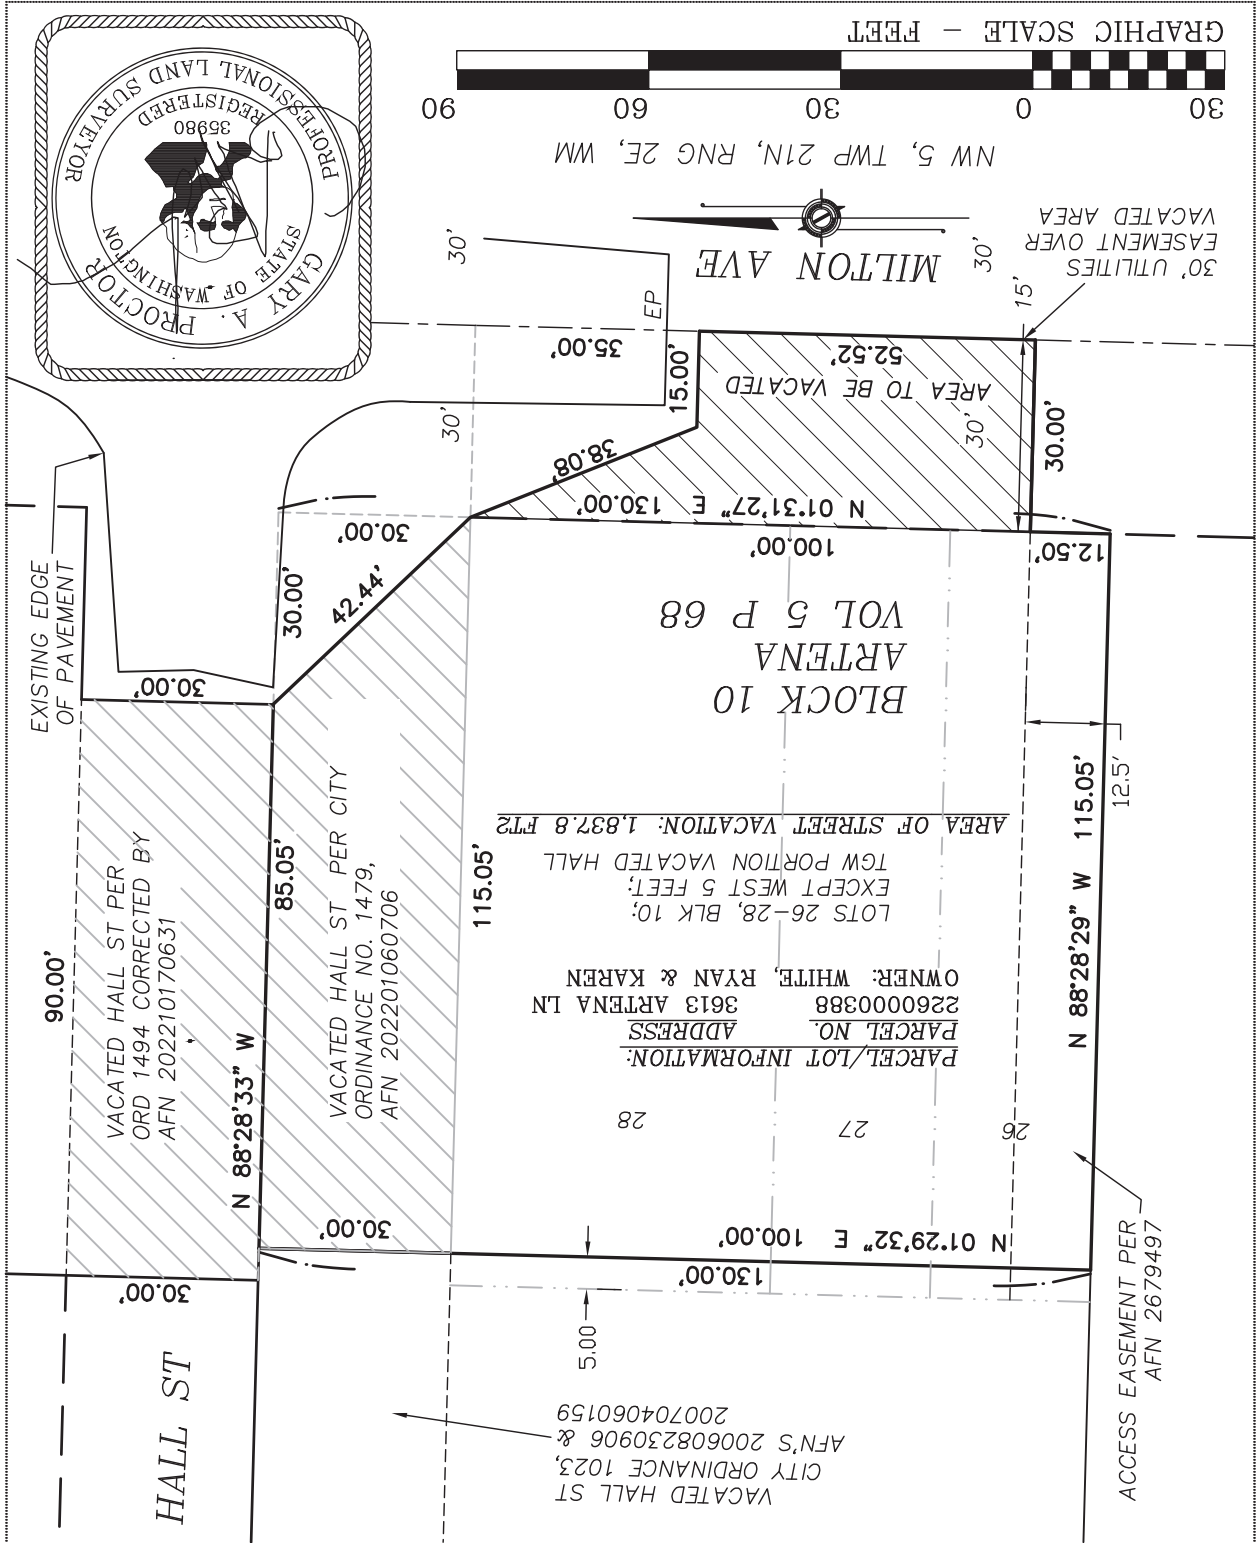 HALL ST
VACATED HALL ST
CITY ORDINANCE 1023,
AFN'S 200608230906 &
200704060159
ACCESS EASEMENT PER
AFN 2679497
5.00
30.00'
130.00'
N 01°29'32" E 100.00'
30.00'
26
27
28
PARCEL/LOT INFORMATION:
PARCEL NO. ADDRESS
2260000388 3613 ARTENA LN
OWNER: WHITE, RYAN & KAREN
LOTS 26-28, BLK 10;
EXCEPT WEST 5 FEET;
TGW PORTION VACATED HALL
AREA OF STREET VACATION: 1,837.8 FT2
N 88°28'29" W 115.05'
12.5'
115.05'
VACATED HALL ST PER CITY
ORDINANCE NO. 1479,
AFN 202201060706
N 88°28'33" W
85.05'
VACATED HALL ST PER
ORD 1494 CORRECTED BY
AFN 202210170631
90.00'
BLOCK 10
ARTENA
VOL 5 P 68
30.00'
EXISTING EDGE
OF PAVEMENT
30.00'
42.44'
30.00'
12.50'
100.00'
N 01°31'27" E 130.00'
38.08'
30.00'
30'
30'
AREA TO BE VACATED
52.52'
15.00'
35.00'
EP
15'
30' UTILITIES
EASEMENT OVER
VACATED AREA
30'
MILTON AVE
30'
NW 5, TWP 21N, RNG 2E, WM
30 0 30 60 90
GRAPHIC SCALE - FEET
GARY A. PROCTOR
STATE OF WASHINGTON
35980
REGISTERED
PROFESSIONAL LAND SURVEYOR